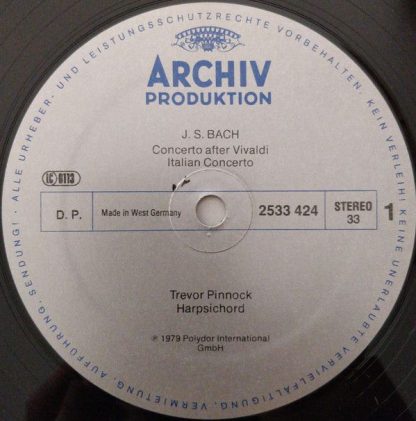 ALLE URHEBER- UND LEISTUNGSSCHUTZRECHTE VORBEHALTEN. KEIN VERLEIH! KEINE UNERLAUBTE VERVIELFÄLTIGUNG, VERMIETUNG, AUFFÜHRUNG, SENDUNG!
ARCHIV
PRODUKTION
J. S. BACH
Concerto after Vivaldi
Italian Concerto
LC 0113
D. P.
Made in West Germany
2533 424
STEREO
33
1
Trevor Pinnock
Harpsichord
℗ 1979 Polydor International
GmbH